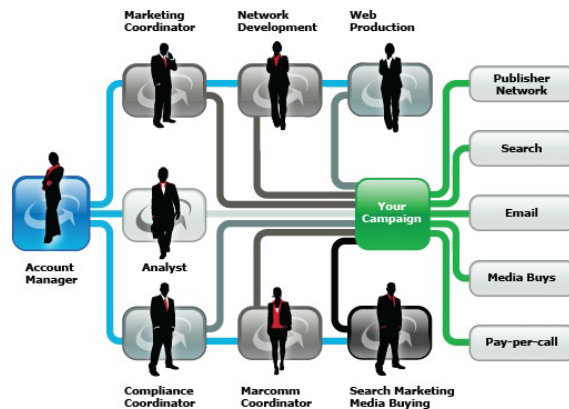 Marketing
Coordinator
Network
Development
Web
Production
Publisher
Network
Search
Your
Campaign
Email
Account
Manager
Analyst
Media Buys
Pay-per-call
Compliance
Coordinator
Marcomm
Coordinator
Search Marketing
Media Buying